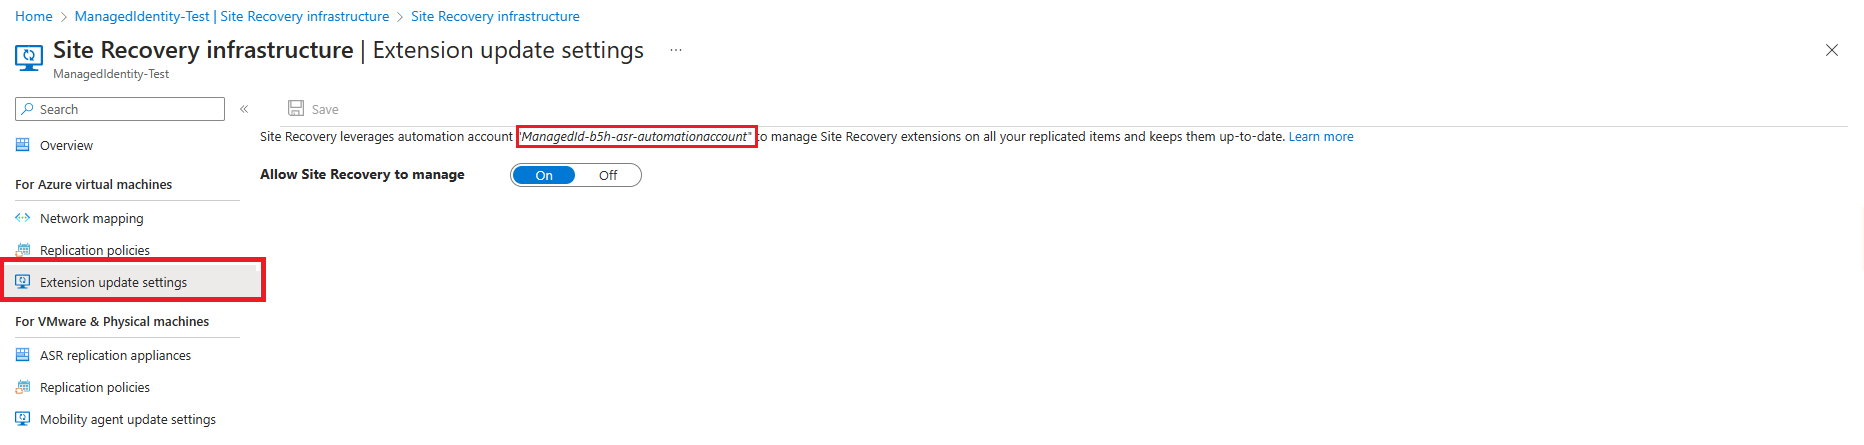 Home > ManagedIdentity-Test | Site Recovery infrastructure > Site Recovery infrastructure
Site Recovery infrastructure | Extension update settings ...
ManagedIdentity-Test
Search «
Save
Site Recovery leverages automation account 'ManagedId-b5h-asr-automationaccount" to manage Site Recovery extensions on all your replicated items and keeps them up-to-date. Learn more
Allow Site Recovery to manage On Off
Overview
For Azure virtual machines
Network mapping
Replication policies
Extension update settings
For VMware & Physical machines
ASR replication appliances
Replication policies
Mobility agent update settings